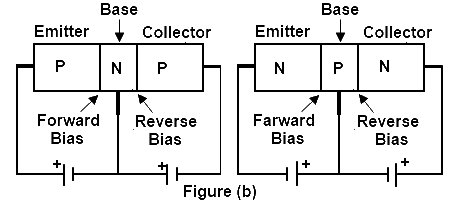 Base
Emitter Collector
P N P
Forward Bias
Reverse Bias
+ +
Base
Emitter Collector
N P N
Farward Bias
Reverse Bias
+ +
Figure (b)